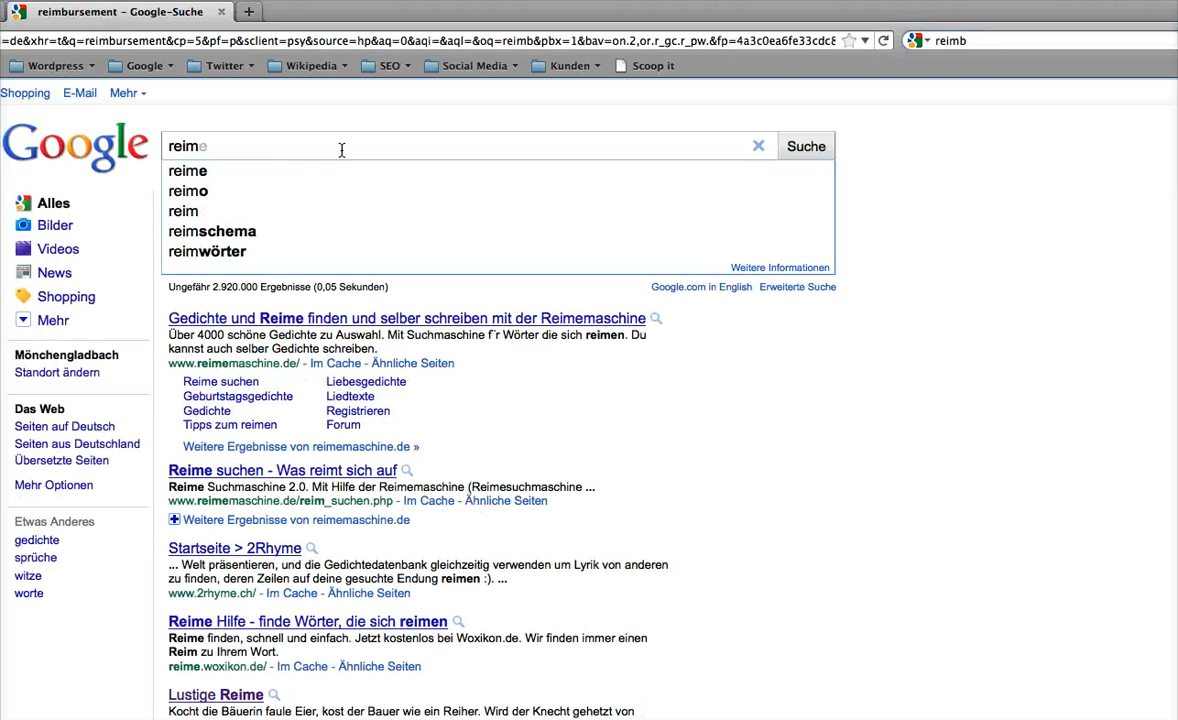 reimbursement – Google-Suche
=de&xhr=t&q=reimbursement&cp=5&pf=p&sclient=psy&source=hp&aq=0&aqi=&aql=&oq=reimb&pbx=1&bav=on.2,or.r_gc.r_pw.&fp=4a3c0ea6fe33cdc8
reimb
Wordpress
Google
Twitter
Wikipedia
SEO
Social Media
Kunden
Scoop it
Shopping E-Mail Mehr
Google
reime
Suche
reime
reimo
reim
reimschema
reimwörter
Weitere Informationen
Alles
Bilder
Videos
News
Shopping
Mehr
Mönchengladbach
Standort ändern
Das Web
Seiten auf Deutsch
Seiten aus Deutschland
Übersetzte Seiten
Mehr Optionen
Etwas Anderes
gedichte
sprüche
witze
worte
Ungefähr 2.920.000 Ergebnisse (0,05 Sekunden)
Google.com in English Erweiterte Suche
Gedichte und Reime finden und selber schreiben mit der Reimemaschine
Über 4000 schöne Gedichte zu Auswahl. Mit Suchmaschine f¨r Wörter die sich reimen. Du
kannst auch selber Gedichte schreiben.
www.reimemaschine.de/ - Im Cache - Ähnliche Seiten
Reime suchen Liebesgedichte
Geburtstagsgedichte Liedtexte
Gedichte Registrieren
Tipps zum reimen Forum
Weitere Ergebnisse von reimemaschine.de »
Reime suchen - Was reimt sich auf
Reime Suchmaschine 2.0. Mit Hilfe der Reimemaschine (Reimesuchmaschine ...
www.reimemaschine.de/reim_suchen.php - Im Cache - Ähnliche Seiten
Weitere Ergebnisse von reimemaschine.de
Startseite > 2Rhyme
... Welt präsentieren, und die Gedichtedatenbank gleichzeitig verwenden um Lyrik von anderen
zu finden, deren Zeilen auf deine gesuchte Endung reimen :). ...
www.2rhyme.ch/ - Im Cache - Ähnliche Seiten
Reime Hilfe - finde Wörter, die sich reimen
Reime finden, schnell und einfach. Jetzt kostenlos bei Woxikon.de. Wir finden immer einen
Reim zu Ihrem Wort.
reime.woxikon.de/ - Im Cache - Ähnliche Seiten
Lustige Reime
Kocht die Bäuerin faule Eier, kost der Bauer wie ein Reiher. Wird der Knecht gehetzt von